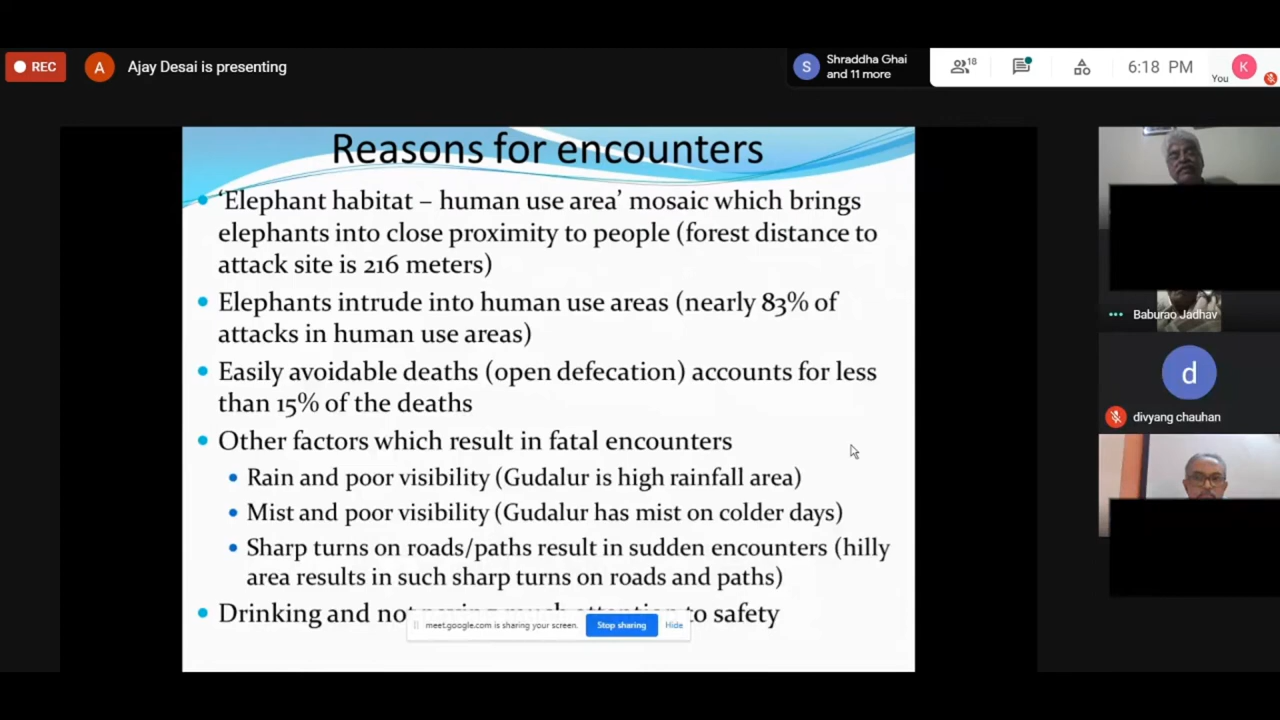 REC
A
Ajay Desai is presenting
S
Shraddha Ghai
and 11 more
18
6:18 PM
You
K
Reasons for encounters
• ‘Elephant habitat – human use area’ mosaic which brings
elephants into close proximity to people (forest distance to
attack site is 216 meters)
• Elephants intrude into human use areas (nearly 83% of
attacks in human use areas)
• Easily avoidable deaths (open defecation) accounts for less
than 15% of the deaths
• Other factors which result in fatal encounters
• Rain and poor visibility (Gudalur is high rainfall area)
• Mist and poor visibility (Gudalur has mist on colder days)
• Sharp turns on roads/paths result in sudden encounters (hilly
area results in such sharp turns on roads and paths)
• Drinking and not paying much attention to safety
meet.google.com is sharing your screen.
Stop sharing
Hide
Baburao Jadhav
d
divyang chauhan